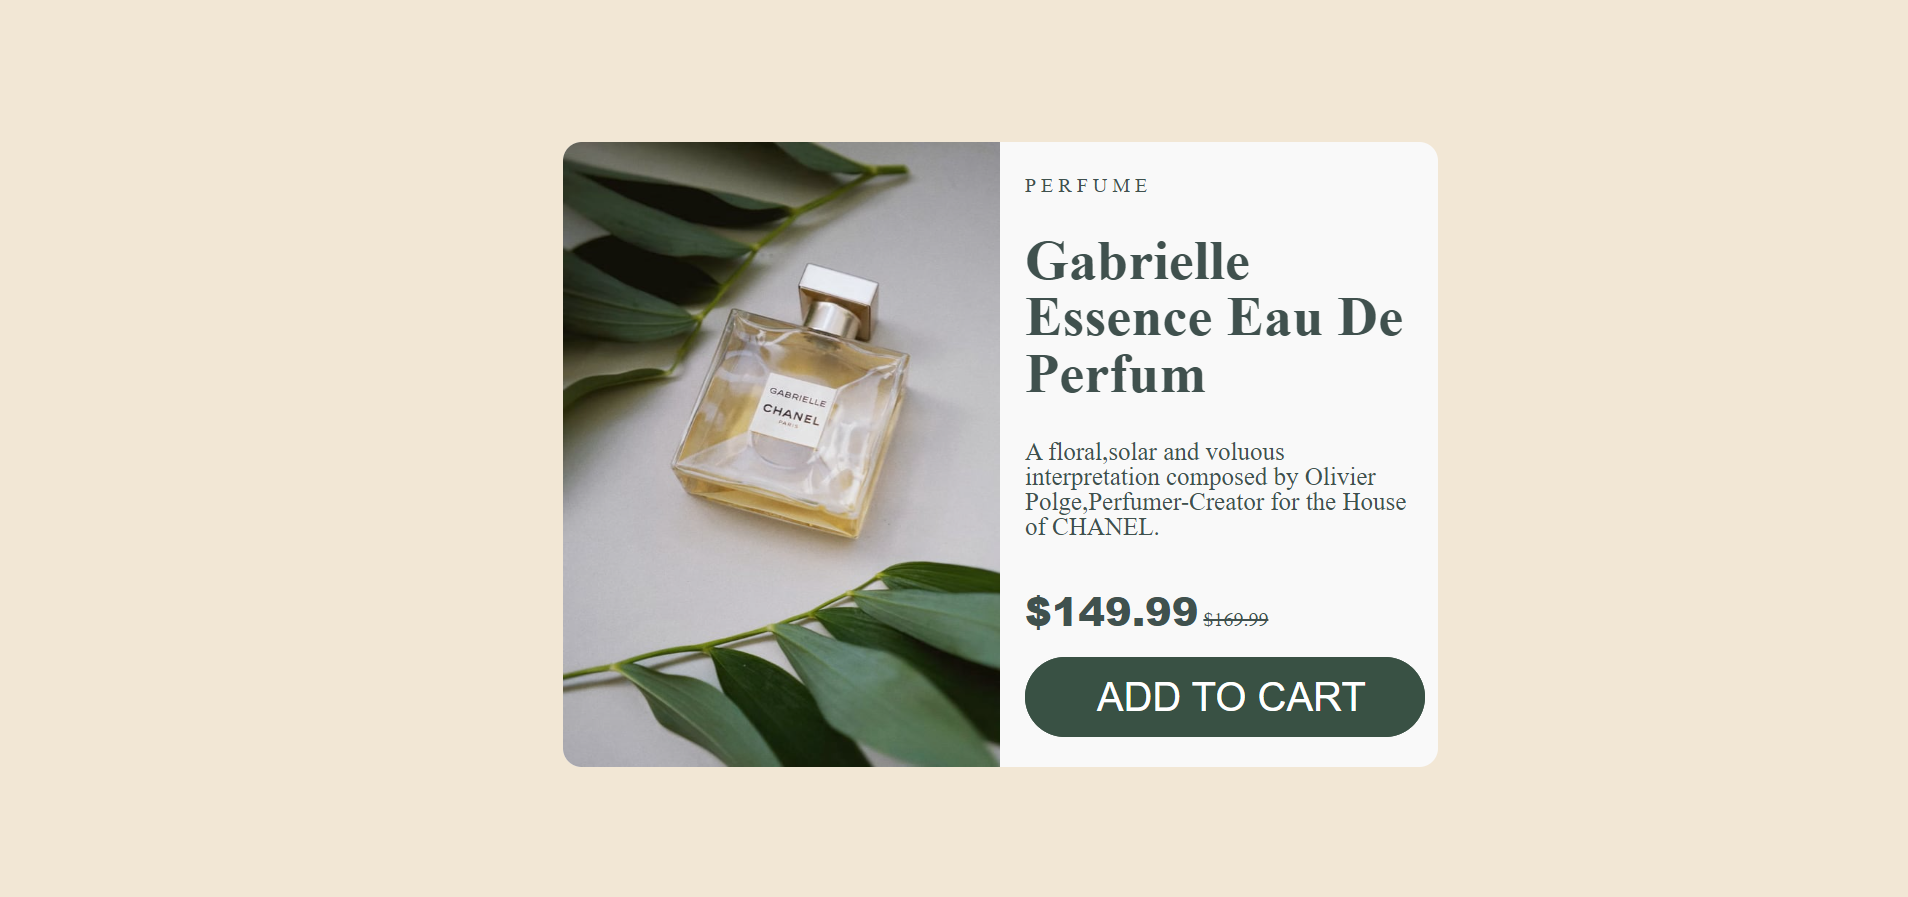 GABRIELLE
CHANEL
PARIS
PERFUME
Gabrielle
Essence Eau De
Perfum
A floral,solar and voluous
interpretation composed by Olivier
Polge,Perfumer-Creator for the House
of CHANEL.
$149.99 $169.99
ADD TO CART